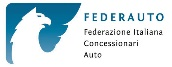 FEDERAUTO
Federazione Italiana
Concessionari
Auto